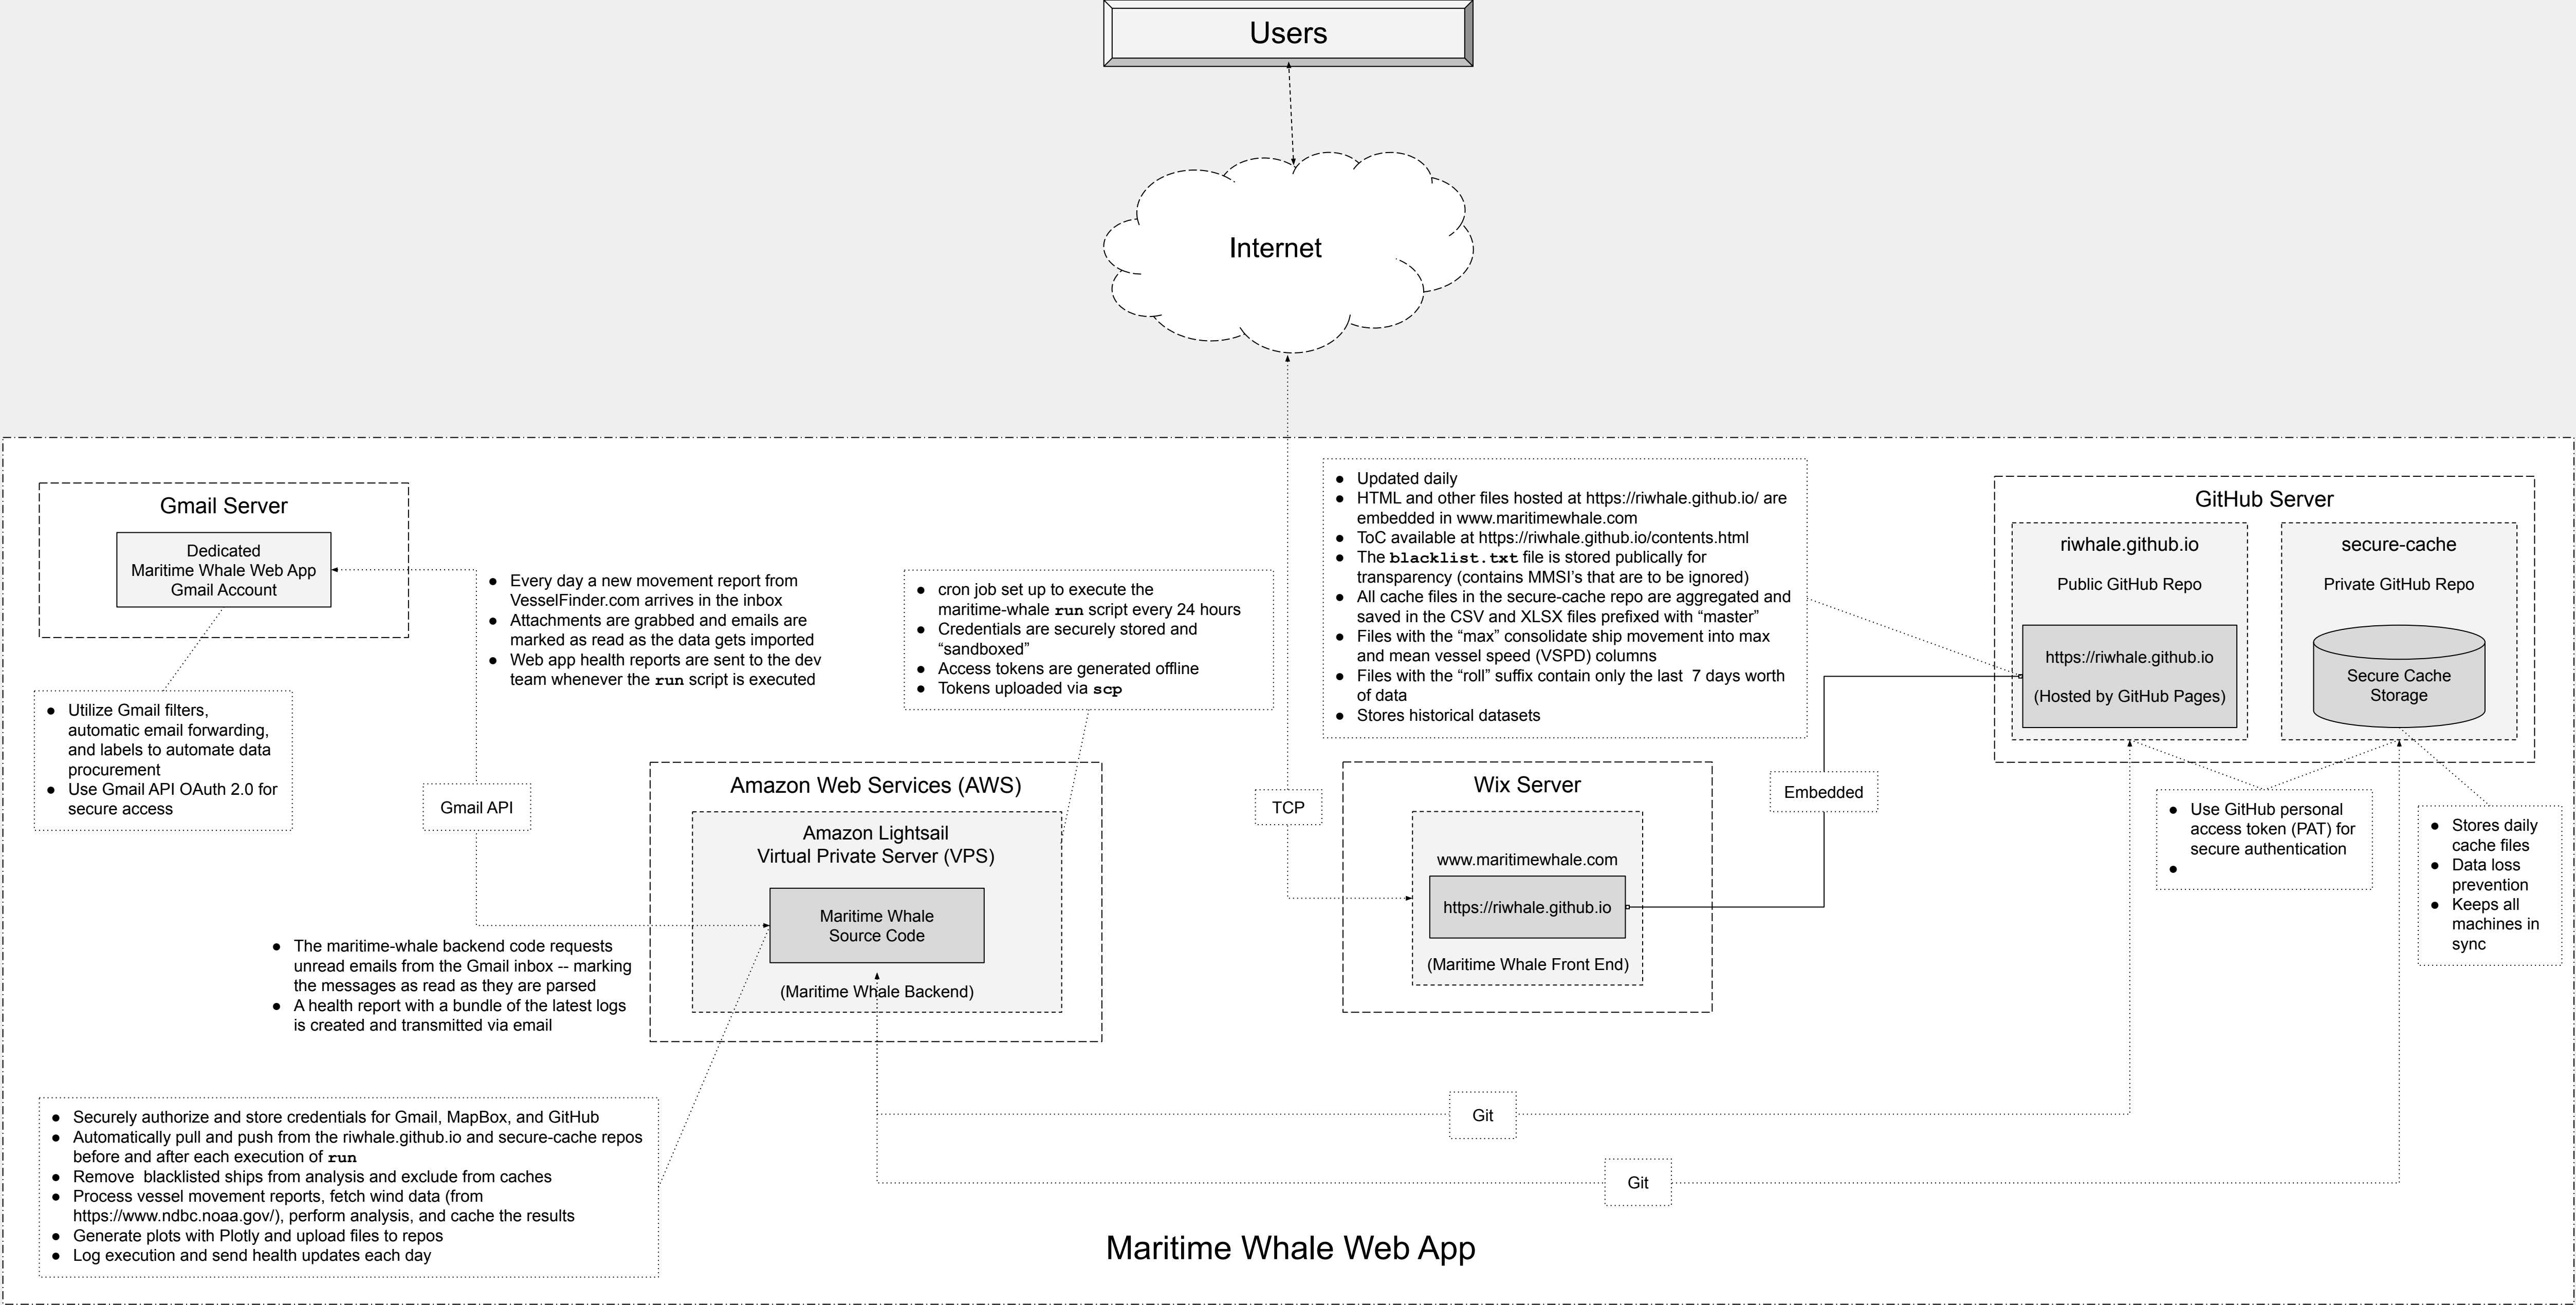 Users
Internet
Gmail Server
Dedicated
Maritime Whale Web App
Gmail Account
● Utilize Gmail filters,
automatic email forwarding,
and labels to automate data
procurement
● Use Gmail API OAuth 2.0 for
secure access
● Every day a new movement report from
VesselFinder.com arrives in the inbox
● Attachments are grabbed and emails are
marked as read as the data gets imported
● Web app health reports are sent to the dev
team whenever the run script is executed
Gmail API
● The maritime-whale backend code requests
unread emails from the Gmail inbox -- marking
the messages as read as they are parsed
● A health report with a bundle of the latest logs
is created and transmitted via email
● cron job set up to execute the
maritime-whale run script every 24 hours
● Credentials are securely stored and
“sandboxed”
● Access tokens are generated offline
● Tokens uploaded via scp
Amazon Web Services (AWS)
Amazon Lightsail
Virtual Private Server (VPS)
Maritime Whale
Source Code
(Maritime Whale Backend)
● Securely authorize and store credentials for Gmail, MapBox, and GitHub
● Automatically pull and push from the riwhale.github.io and secure-cache repos
before and after each execution of run
● Remove  blacklisted ships from analysis and exclude from caches
● Process vessel movement reports, fetch wind data (from
https://www.ndbc.noaa.gov/), perform analysis, and cache the results
● Generate plots with Plotly and upload files to repos
● Log execution and send health updates each day
TCP
● Updated daily
● HTML and other files hosted at https://riwhale.github.io/ are
embedded in www.maritimewhale.com
● ToC available at https://riwhale.github.io/contents.html
● The blacklist.txt file is stored publically for
transparency (contains MMSI’s that are to be ignored)
● All cache files in the secure-cache repo are aggregated and
saved in the CSV and XLSX files prefixed with “master”
● Files with the “max” consolidate ship movement into max
and mean vessel speed (VSPD) columns
● Files with the “roll” suffix contain only the last  7 days worth
of data
● Stores historical datasets
Wix Server
www.maritimewhale.com
https://riwhale.github.io
(Maritime Whale Front End)
Embedded
GitHub Server
riwhale.github.io
Public GitHub Repo
https://riwhale.github.io
(Hosted by GitHub Pages)
secure-cache
Private GitHub Repo
Secure Cache
Storage
● Use GitHub personal
access token (PAT) for
secure authentication
●
● Stores daily
cache files
● Data loss
prevention
● Keeps all
machines in
sync
Git
Git
Maritime Whale Web App